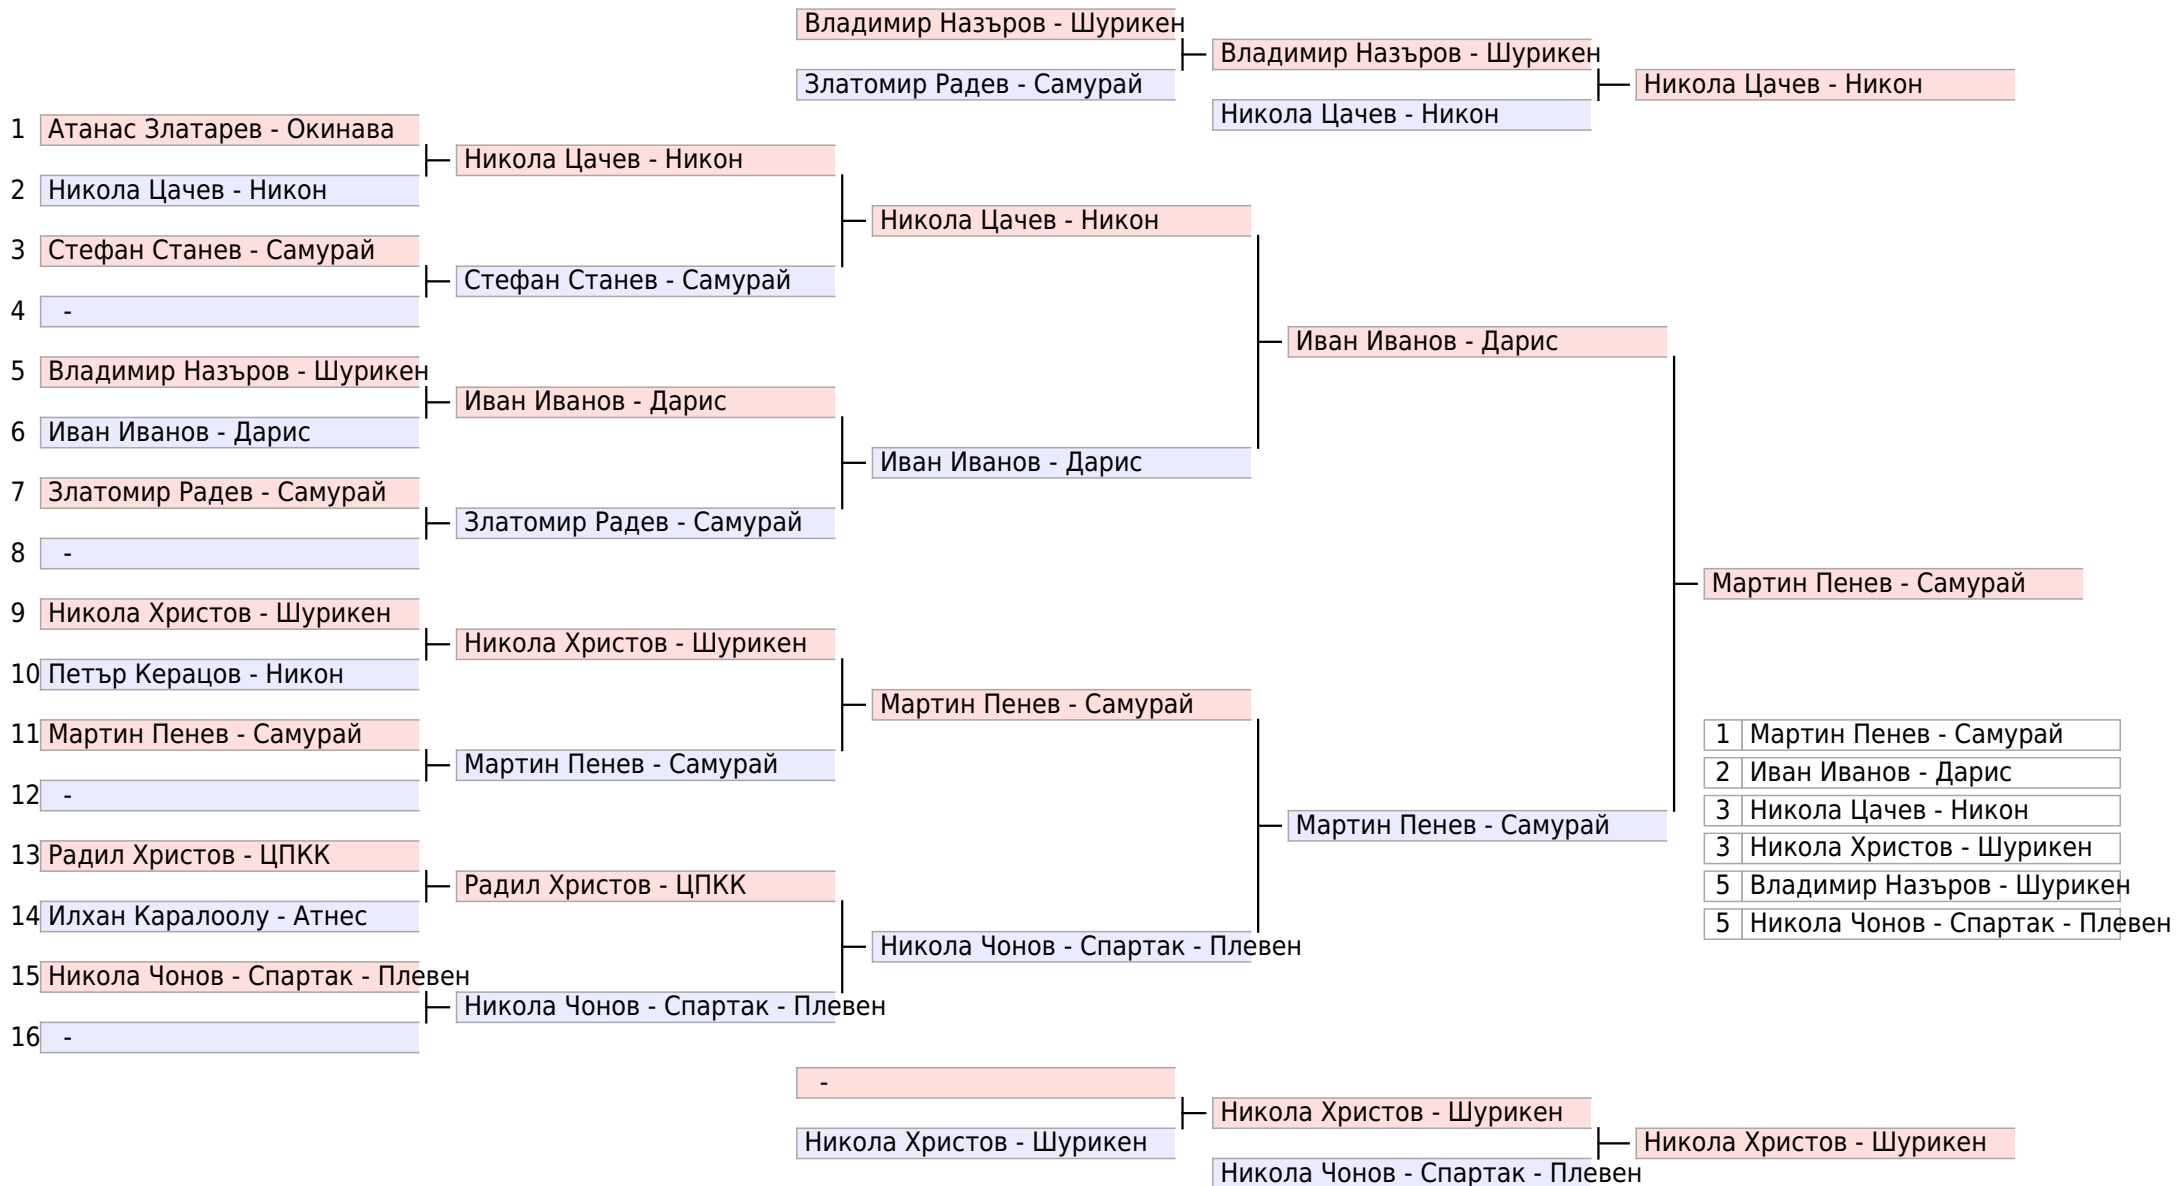 Владимир Назъров - Шурикен
Владимир Назъров - Шурикен
Златомир Радев - Самурай
Никола Цачев - Никон
Никола Цачев - Никон
1 Атанас Златарев - Окинава
Никола Цачев - Никон
2 Никола Цачев - Никон
Никола Цачев - Никон
3 Стефан Станев - Самурай
Стефан Станев - Самурай
4 -
Иван Иванов - Дарис
5 Владимир Назъров - Шурикен
Иван Иванов - Дарис
6 Иван Иванов - Дарис
Иван Иванов - Дарис
7 Златомир Радев - Самурай
Златомир Радев - Самурай
8 -
Мартин Пенев - Самурай
9 Никола Христов - Шурикен
Никола Христов - Шурикен
10 Петър Керацов - Никон
Мартин Пенев - Самурай
11 Мартин Пенев - Самурай
Мартин Пенев - Самурай
12 -
Мартин Пенев - Самурай
13 Радил Христов - ЦПКК
Радил Христов - ЦПКК
14 Илхан Каралоолу - Атнес
Никола Чонов - Спартак - Плевен
15 Никола Чонов - Спартак - Плевен
Никола Чонов - Спартак - Плевен
16 -
1 Мартин Пенев - Самурай
2 Иван Иванов - Дарис
3 Никола Цачев - Никон
3 Никола Христов - Шурикен
5 Владимир Назъров - Шурикен
5 Никола Чонов - Спартак - Плевен
-
Никола Христов - Шурикен
Никола Христов - Шурикен
Никола Христов - Шурикен
Никола Чонов - Спартак - Плевен